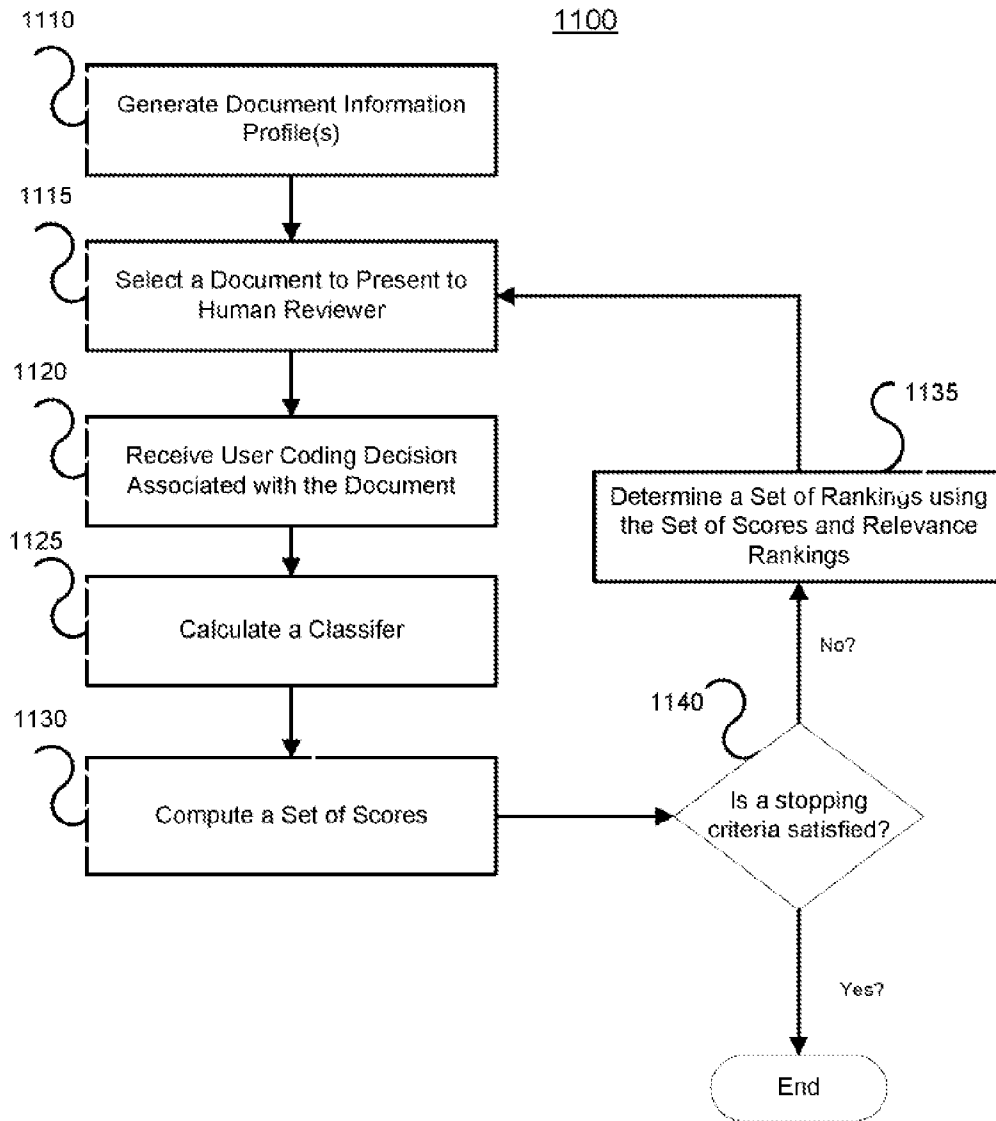 1110
1100
Generate Document Information
Profile(s)
1115
Select a Document to Present to
Human Reviewer
1120
Receive User Coding Decision
Associated with the Document
1135
Determine a Set of Rankings using
the Set of Scores and Relevance
Rankings
1125
Calculate a Classifer
No?
1130
1140
Compute a Set of Scores
Is a stopping
criteria satisfied?
Yes?
End